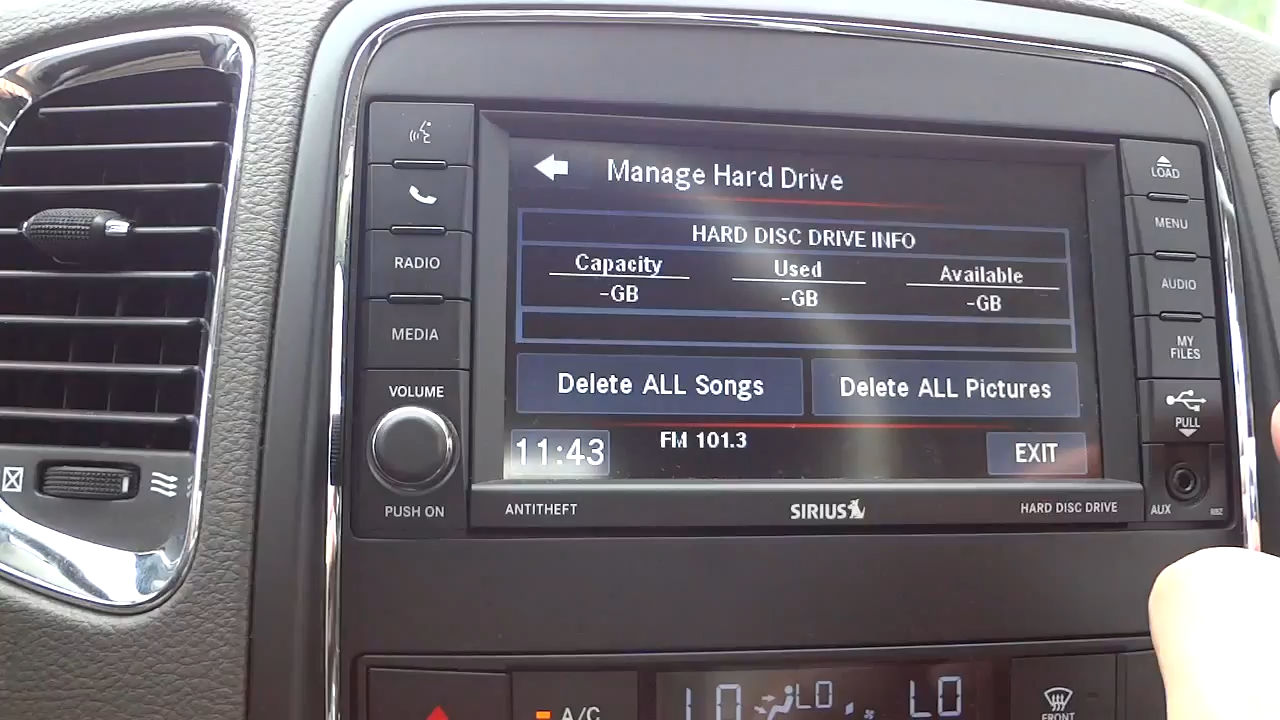 LOAD
Manage Hard Drive
MENU
HARD DISC DRIVE INFO
RADIO
Capacity Used Available
AUDIO
-GB -GB -GB
MEDIA
MY
FILES
VOLUME
Delete ALL Songs Delete ALL Pictures
PULL
11:43 FM 101.3 EXIT
PUSH ON ANTITHEFT SIRIUS HARD DISC DRIVE AUX RBZ
LO LO LO
A/C FRONT